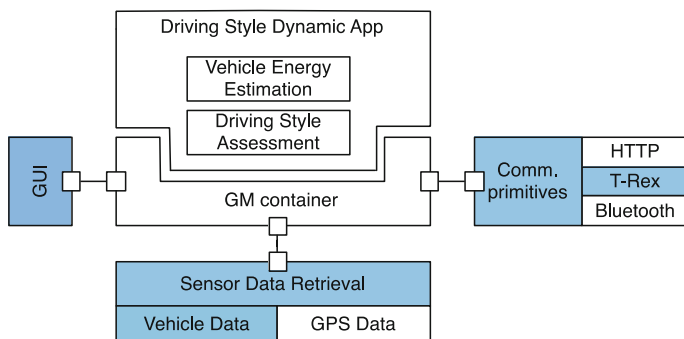 Driving Style Dynamic App
Vehicle Energy
Estimation
Driving Style
Assessment
GUI
GM container
Comm.
primitives
HTTP
T-Rex
Bluetooth
Sensor Data Retrieval
Vehicle Data
GPS Data